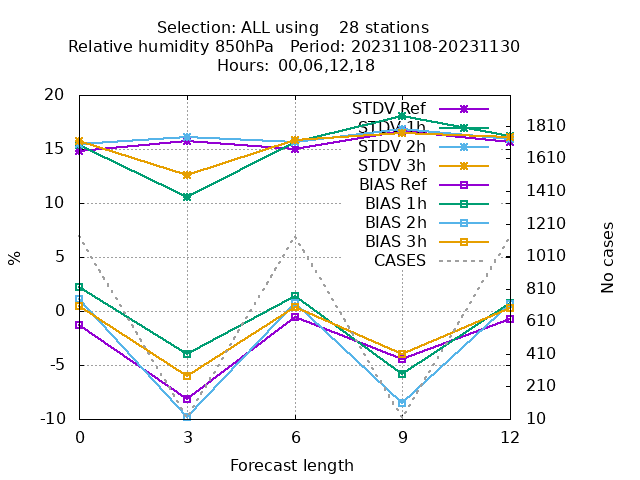 Selection: ALL using    28 stations
Relative humidity 850hPa   Period: 20231108-20231130
Hours:  00,06,12,18
20
15
10
5
0
-5
-10
%
STDV Ref
STDV 1h
STDV 2h
STDV 3h
BIAS Ref
BIAS 1h
BIAS 2h
BIAS 3h
CASES
1810
1610
1410
1210
1010
810
610
410
210
10
No cases
0
3
6
9
12
Forecast length